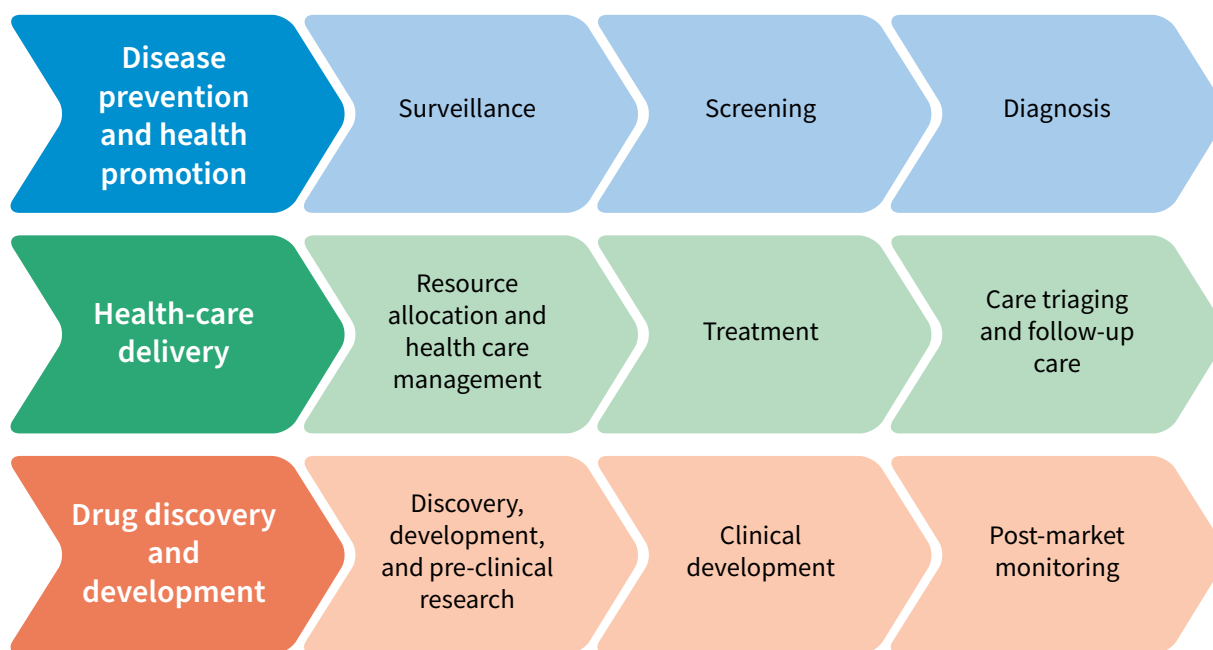 Disease
prevention
and health
promotion
Surveillance
Screening
Diagnosis
Health-care
delivery
Resource
allocation and
health care
management
Treatment
Care triaging
and follow-up
care
Drug discovery
and
development
Discovery,
development,
and pre-clinical
research
Clinical
development
Post-market
monitoring